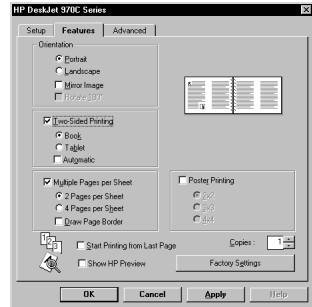 HP DeskJet 970C Series
Setup Features Advanced
Orientation
Portrait
Landscape
Mirror Image
Rotate 180°
Two-Sided Printing
Book
Tablet
Automatic
Multiple Pages per Sheet
2 Pages per Sheet
4 Pages per Sheet
Draw Page Border
Poster Printing
2x2
3x3
4x4
Start Printing from Last Page
Copies : 1
Show HP Preview
Factory Settings
OK Cancel Apply Help